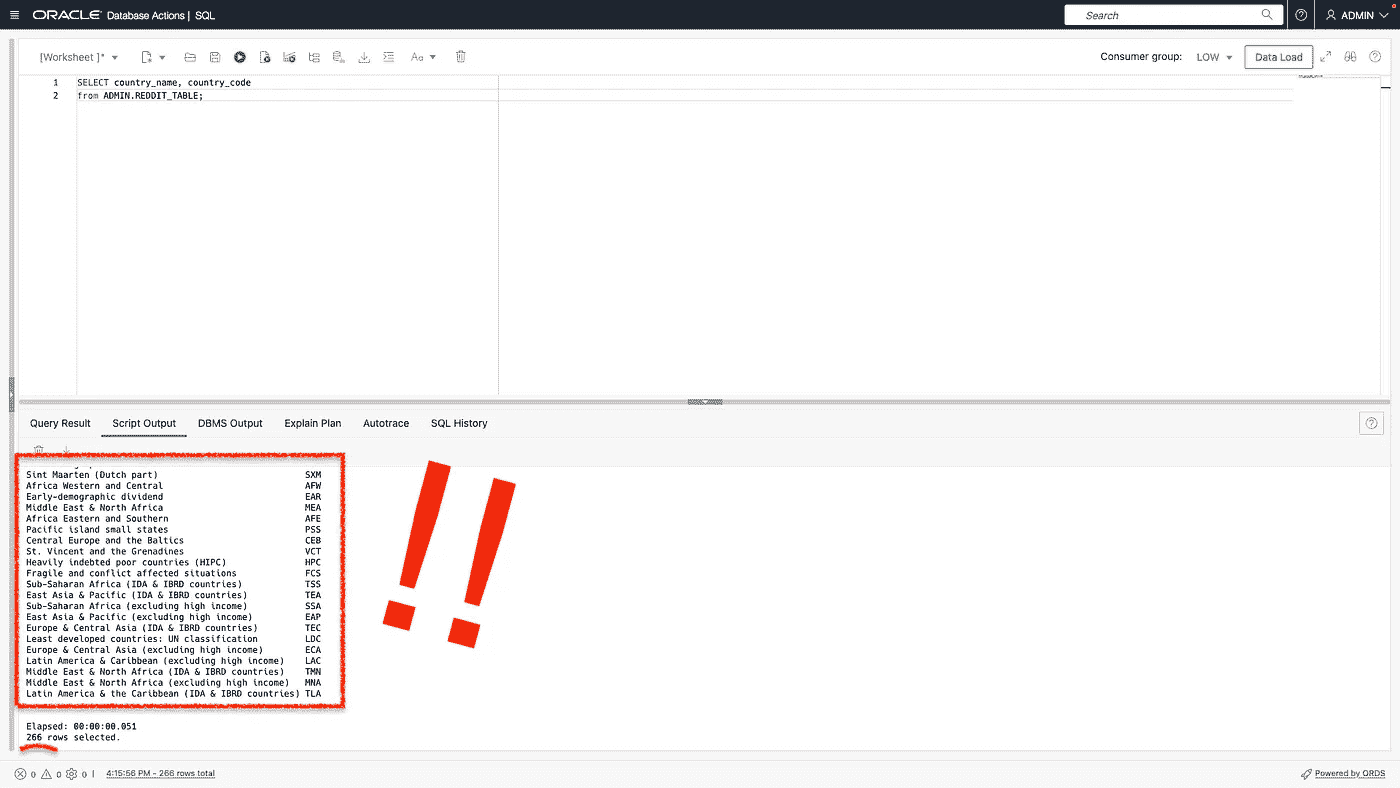 ORACLE Database Actions | SQL
Search
ADMIN
[Worksheet ]*
Aa
Consumer group: LOW
Data Load
1 SELECT country_name, country_code
2 from ADMIN.REDDIT_TABLE;
Query Result Script Output DBMS Output Explain Plan Autotrace SQL History
Sint Maarten (Dutch part) SXM
Africa Western and Central AFW
Early-demographic dividend EAR
Middle East & North Africa MEA
Africa Eastern and Southern AFE
Pacific island small states PSS
Central Europe and the Baltics CEB
St. Vincent and the Grenadines VCT
Heavily indebted poor countries (HIPC) HPC
Fragile and conflict affected situations FCS
Sub-Saharan Africa (IDA & IBRD countries) TSS
East Asia & Pacific (IDA & IBRD countries) TEA
Sub-Saharan Africa (excluding high income) SSA
East Asia & Pacific (excluding high income) EAP
Europe & Central Asia (IDA & IBRD countries) TEC
Least developed countries: UN classification LDC
Europe & Central Asia (excluding high income) ECA
Latin America & Caribbean (excluding high income) LAC
Middle East & North Africa (IDA & IBRD countries) TMN
Middle East & North Africa (excluding high income) MNA
Latin America & the Caribbean (IDA & IBRD countries) TLA
!!
Elapsed: 00:00:00.051
266 rows selected.
0 0 0 | 4:15:56 PM - 266 rows total
Powered by ORDS